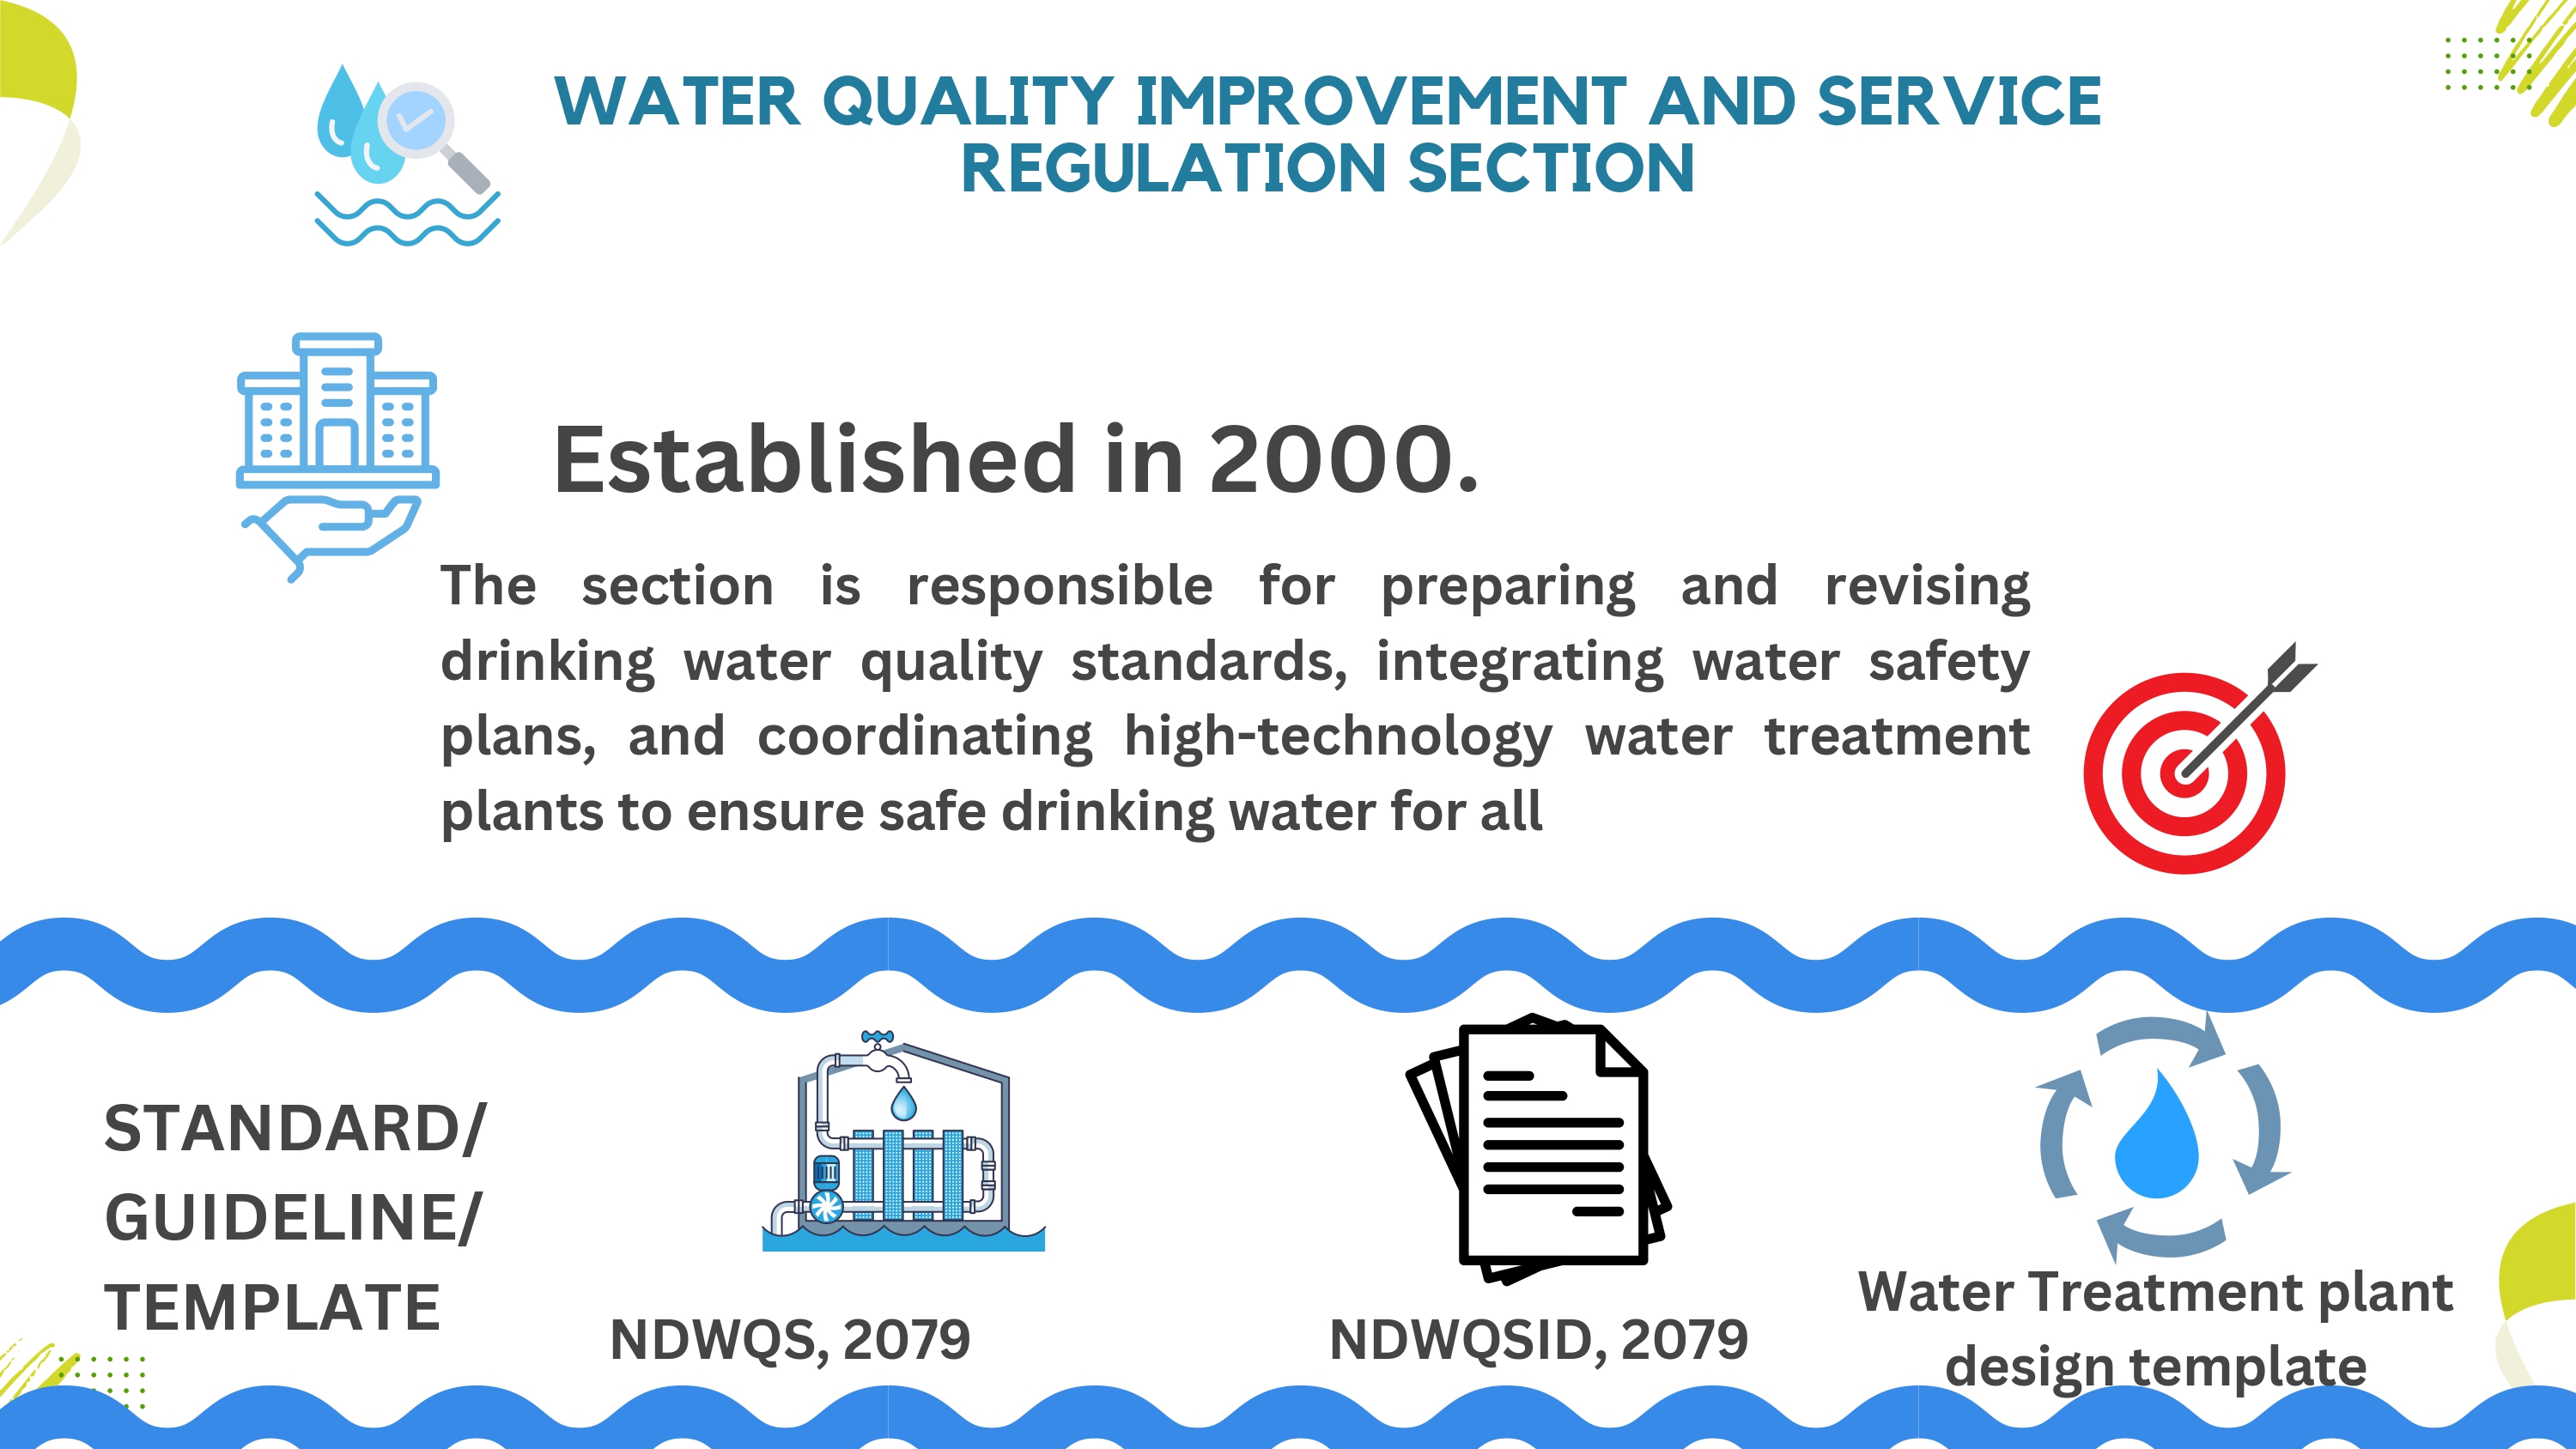 WATER QUALITY IMPROVEMENT AND SERVICE
REGULATION SECTION
Established in 2000.
The section is responsible for preparing and revising
drinking water quality standards, integrating water safety
plans, and coordinating high-technology water treatment
plants to ensure safe drinking water for all
STANDARD/
GUIDELINE/
TEMPLATE
NDWQS, 2079
NDWQSID, 2079
Water Treatment plant
design template